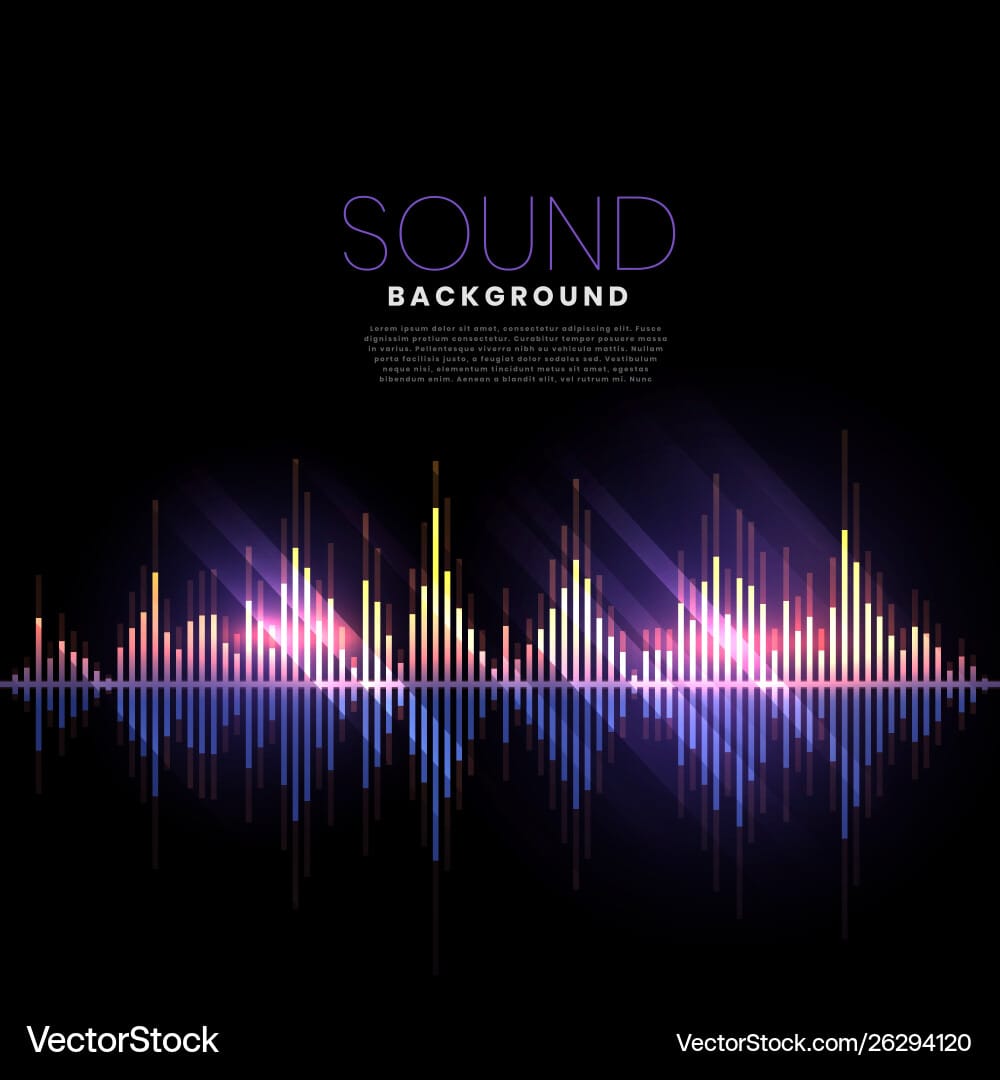 SOUND
BACKGROUND
Lorem ipsum dolor sit amet, consectetur adipiscing elit. Fusce
dignissim pretium consectetur. Curabitur tempor posuere massa
in varius. Pellentesque viverra nibh eu vehicula mattis. Nullam
porta facilisis justo, a feugiat dolor sodales sed. Vestibulum
neque nisi, elementum tincidunt metus sit amet, egestas
bibendum enim. Aenean a blandit elit, vel rutrum mi. Nunc
VectorStock
VectorStock.com/26294120